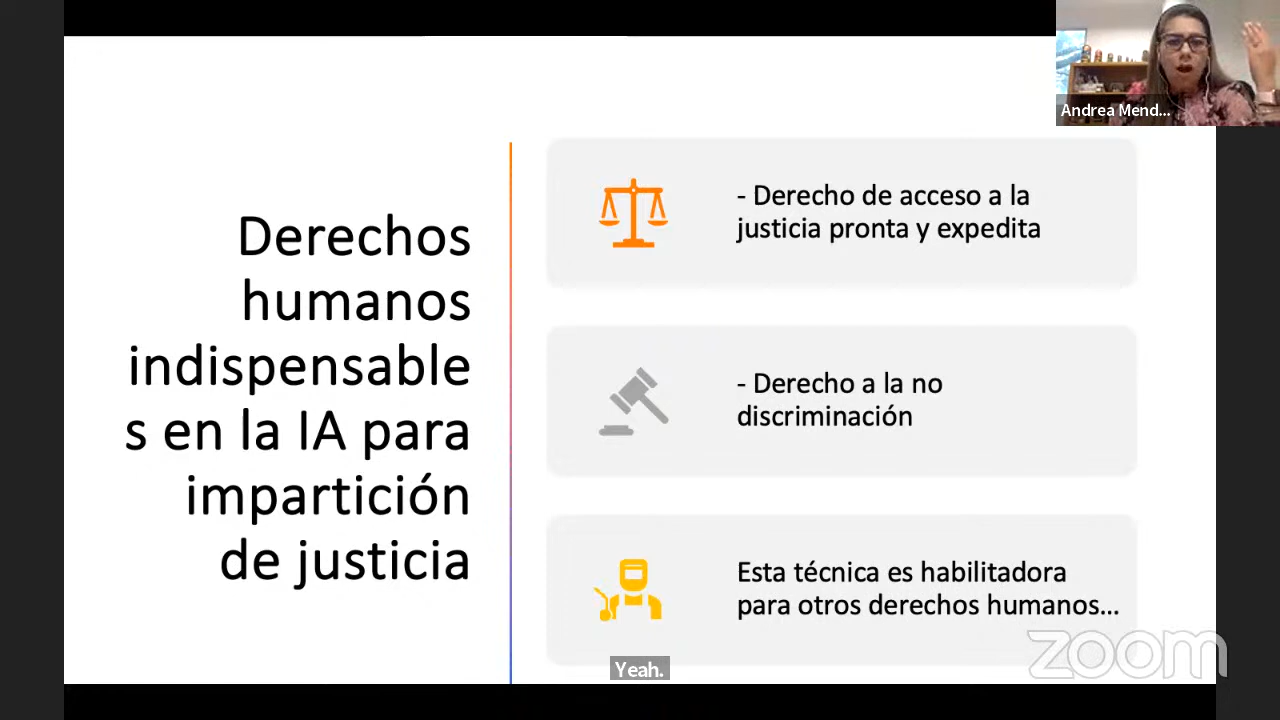 Andrea Mend...
Derechos
humanos
indispensable
s en la IA para
impartición
de justicia
- Derecho de acceso a la
justicia pronta y expedita
- Derecho a la no
discriminación
Esta técnica es habilitadora
para otros derechos humanos...
zoom
Yeah.